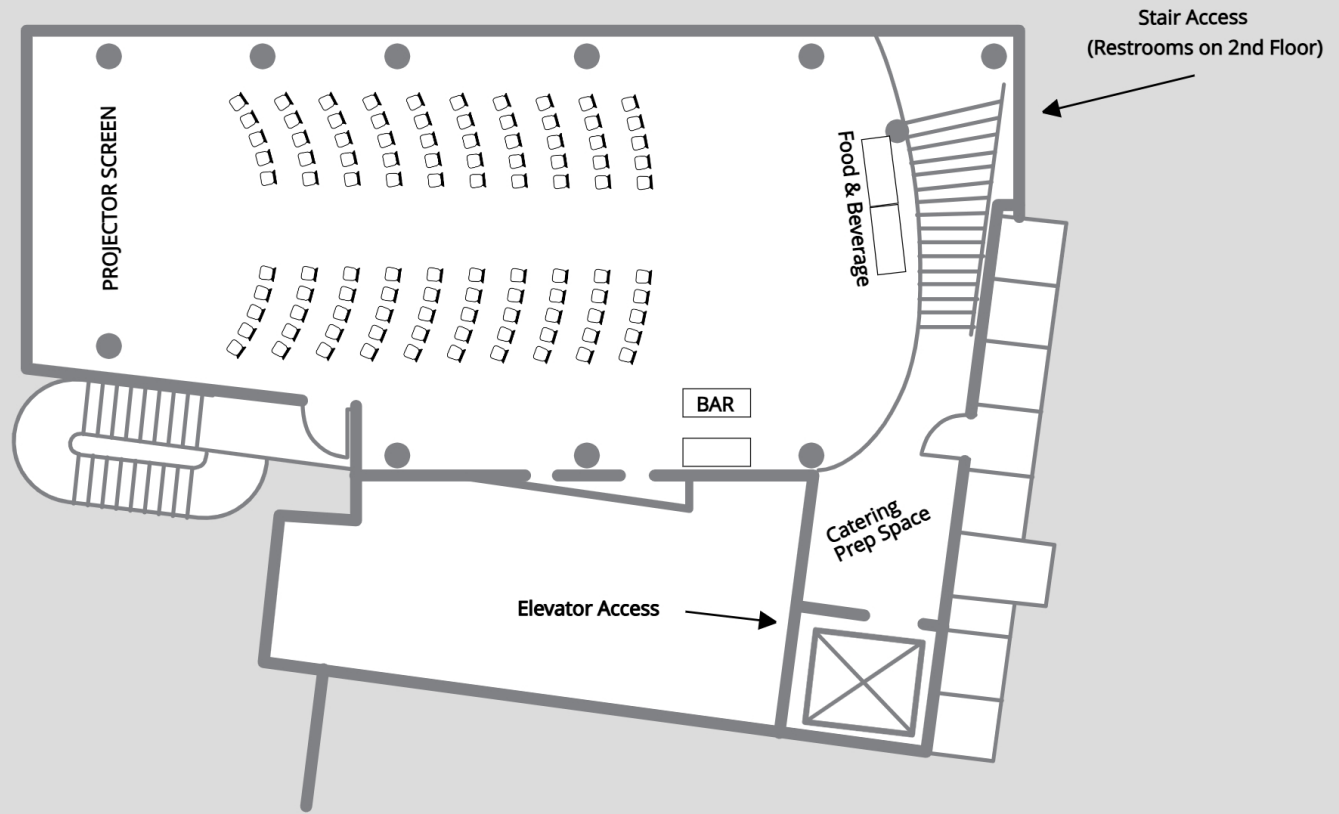 Stair Access
(Restrooms on 2nd Floor)
PROJECTOR SCREEN
Food & Beverage
BAR
Catering
Prep Space
Elevator Access